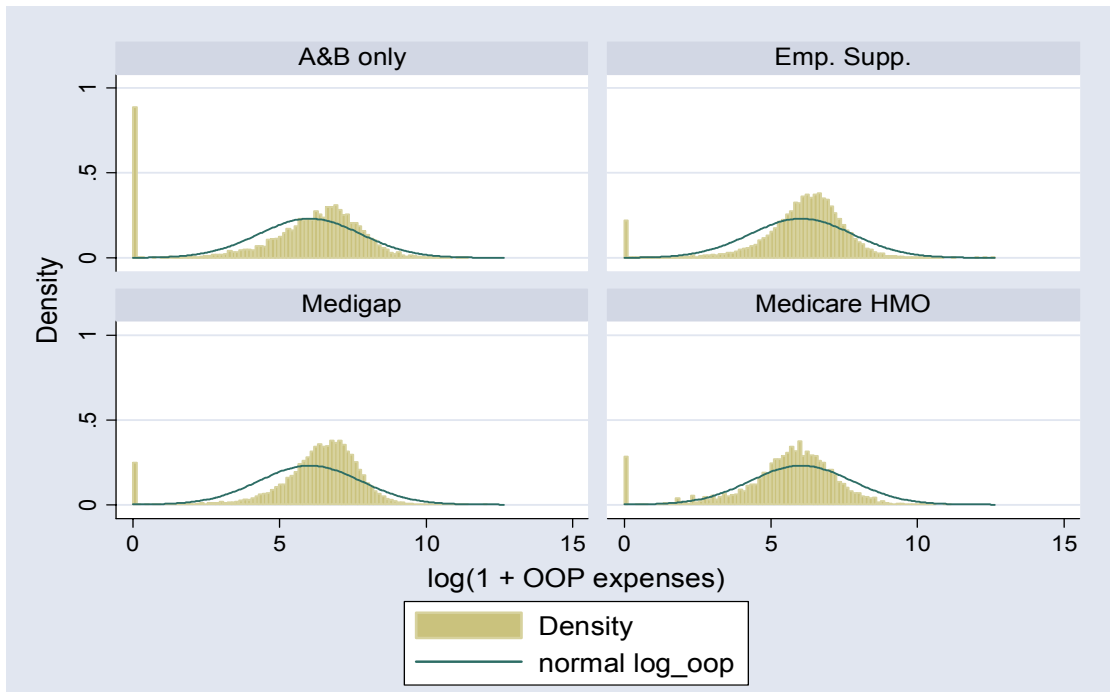 A&B only
Emp. Supp.
1
.5
0
Medigap
Medicare HMO
1
.5
0
Density
0 5 10 15
0 5 10 15
log(1 + OOP expenses)
Density
normal log_oop